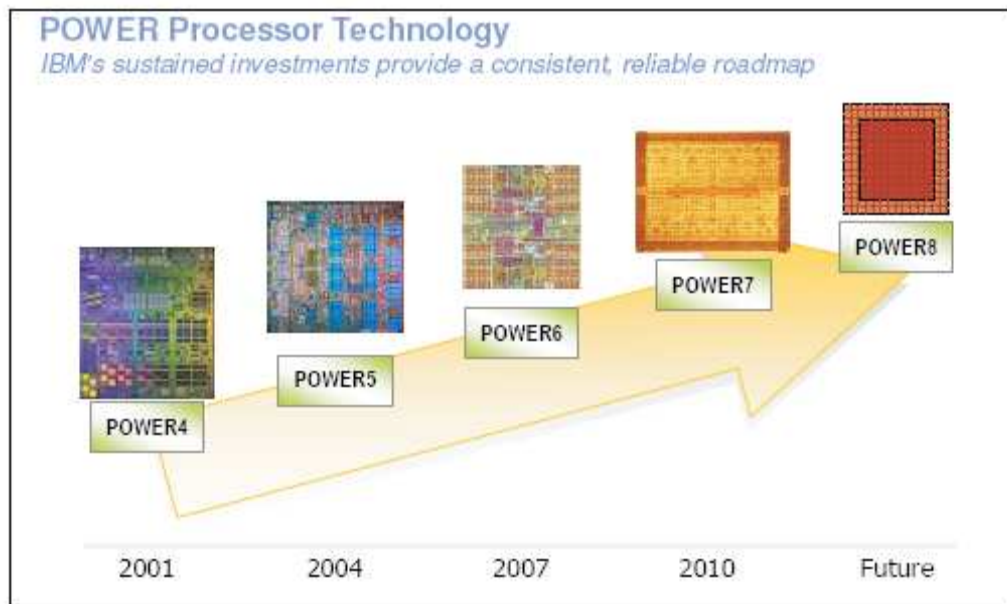 POWER Processor Technology
IBM's sustained investments provide a consistent, reliable roadmap
POWER4
POWER5
POWER6
POWER7
POWER8
2001
2004
2007
2010
Future